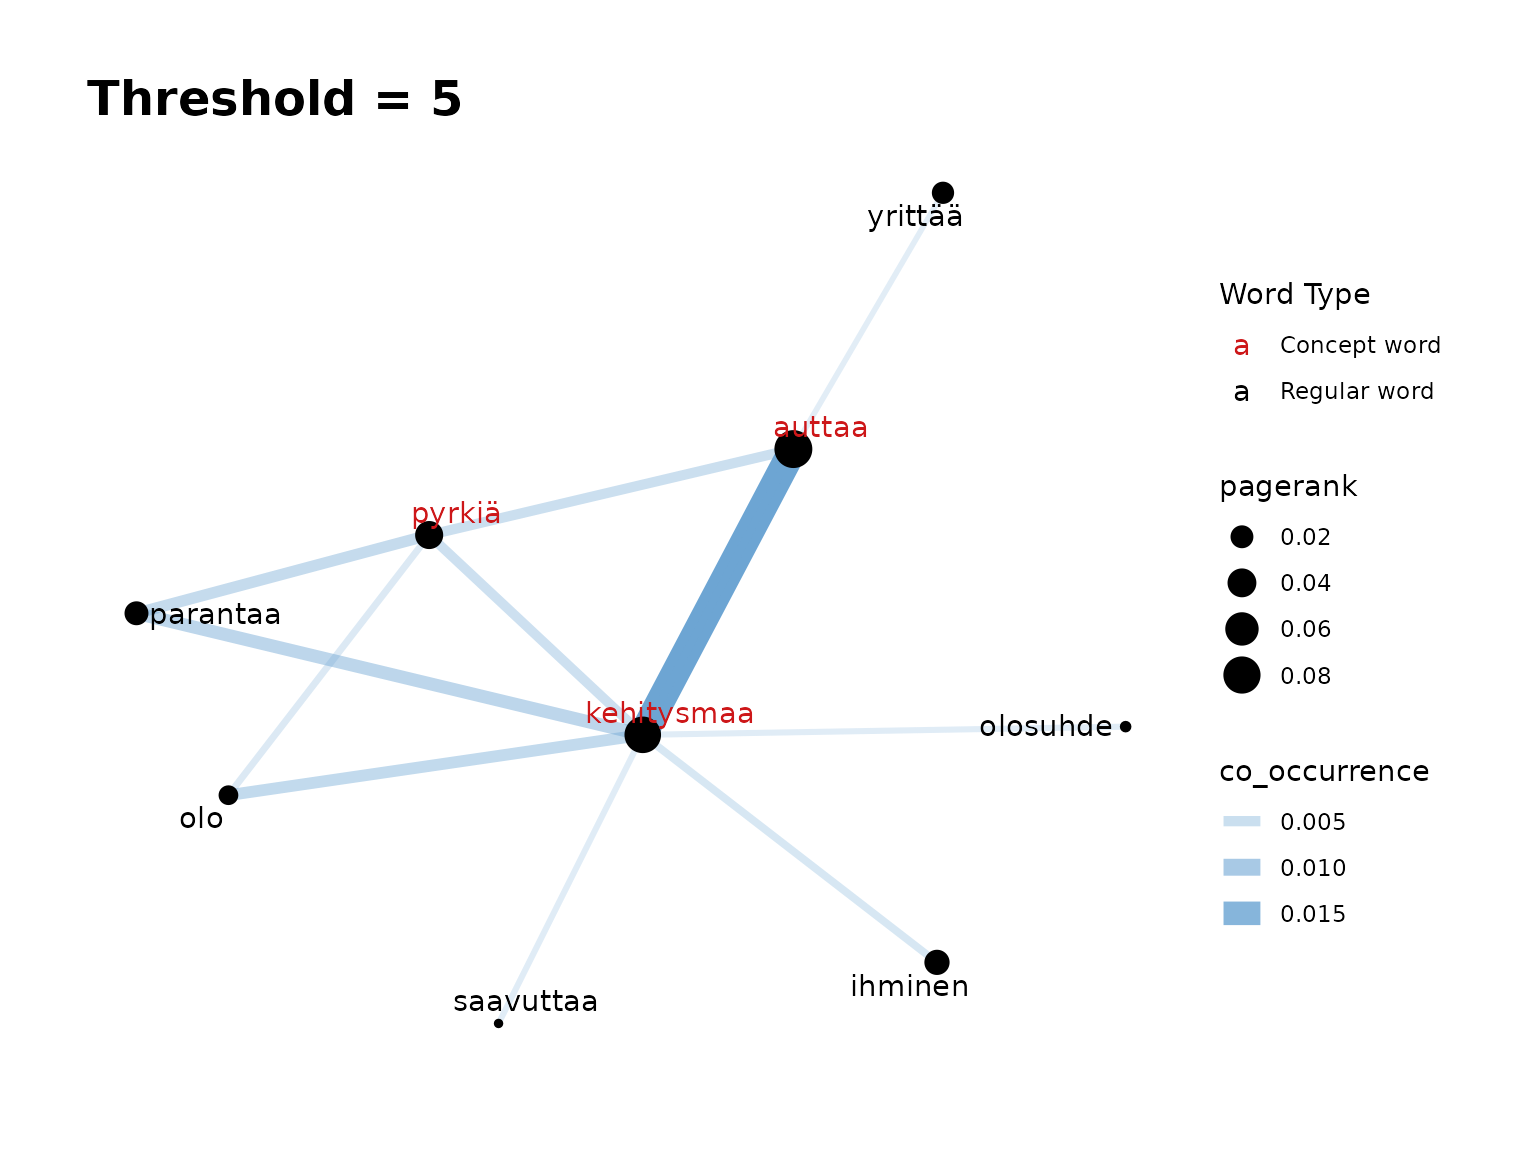 Threshold = 5
yrittää
auttaa
pyrkiä
parantaa
kehitysmaa
olosuhde
olo
ihminen
saavuttaa
Word Type
a Concept word
a Regular word
pagerank
0.02
0.04
0.06
0.08
co_occurrence
0.005
0.010
0.015